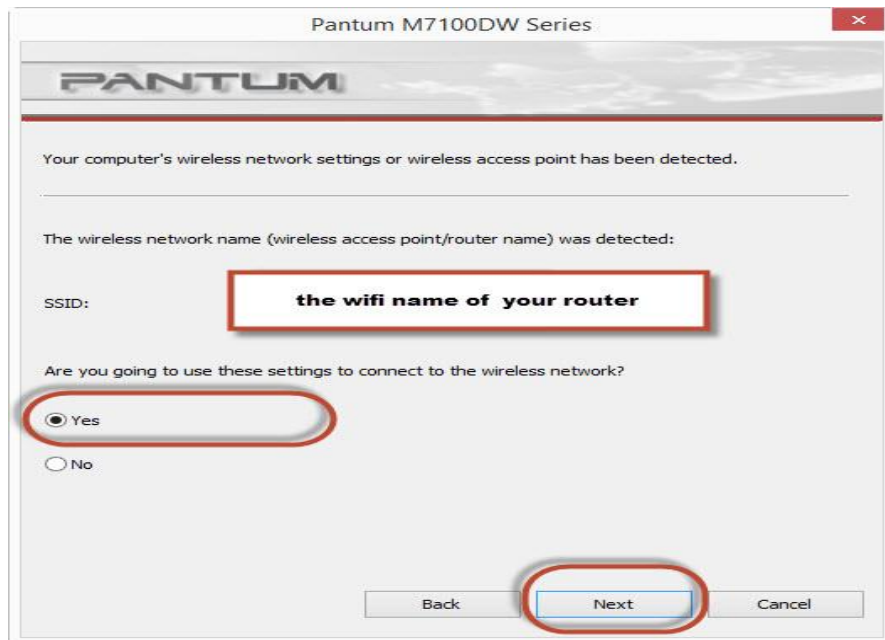 Pantum M7100DW Series
PANTUM
Your computer's wireless network settings or wireless access point has been detected.
The wireless network name (wireless access point/router name) was detected:
SSID: the wifi name of your router
Are you going to use these settings to connect to the wireless network?
Yes
No
Back Next Cancel